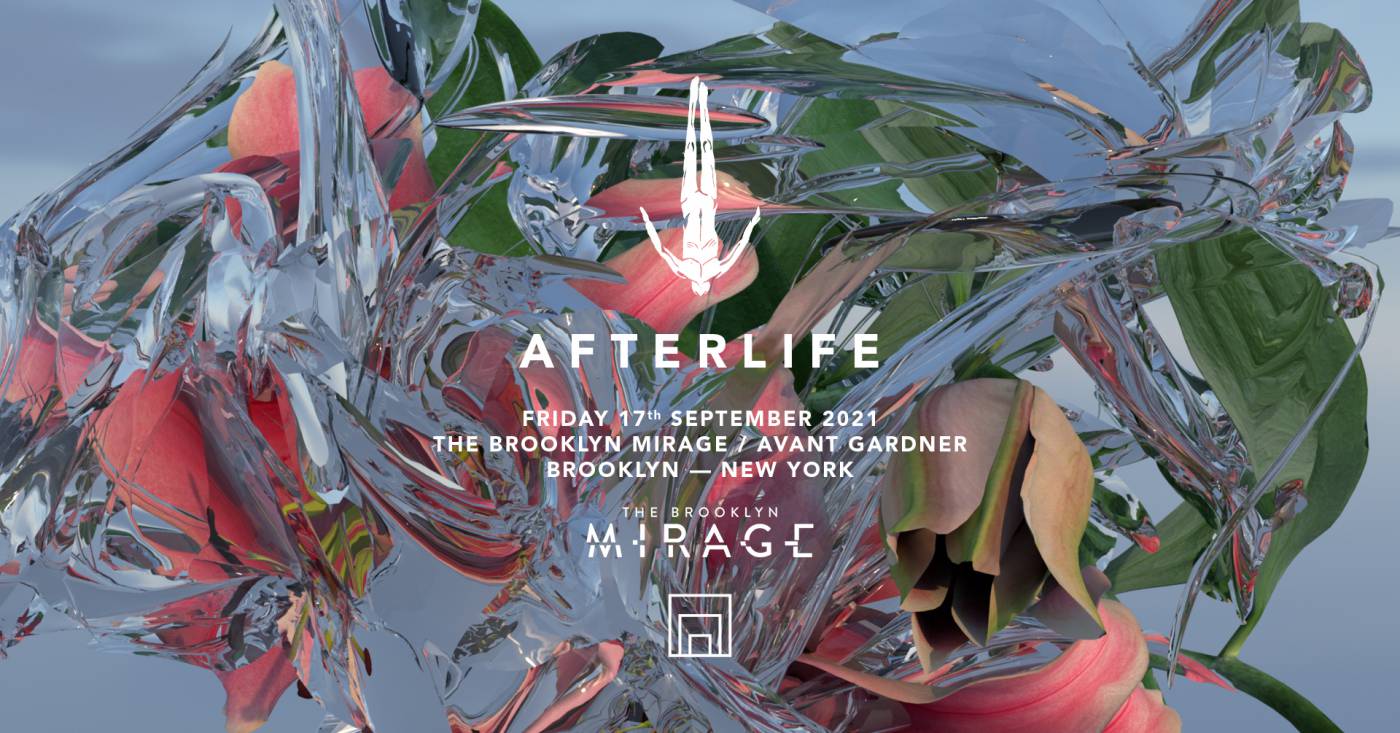 AFTERLIFE
FRIDAY 17th SEPTEMBER 2021
THE BROOKLYN MIRAGE / AVANT GARDNER
BROOKLYN — NEW YORK
THE BROOKLYN
MIRAGE